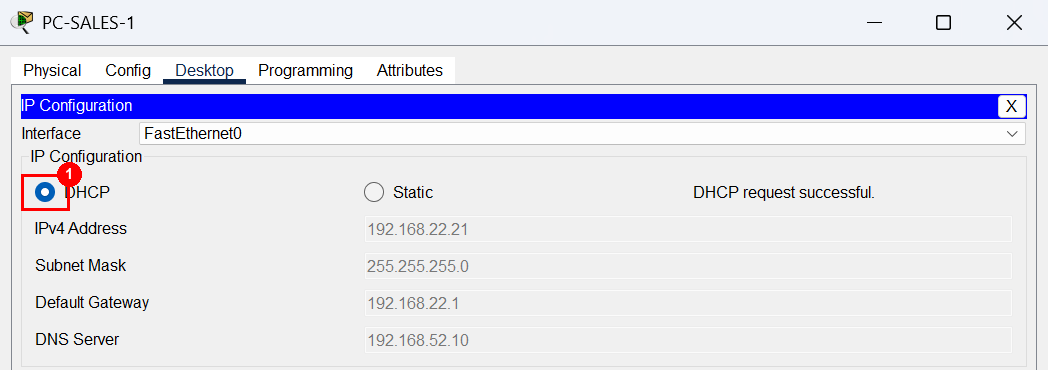 PC-SALES-1
Physical Config Desktop Programming Attributes
IP Configuration X
Interface FastEthernet0
IP Configuration
1
DHCP Static DHCP request successful.
IPv4 Address 192.168.22.21
Subnet Mask 255.255.255.0
Default Gateway 192.168.22.1
DNS Server 192.168.52.10